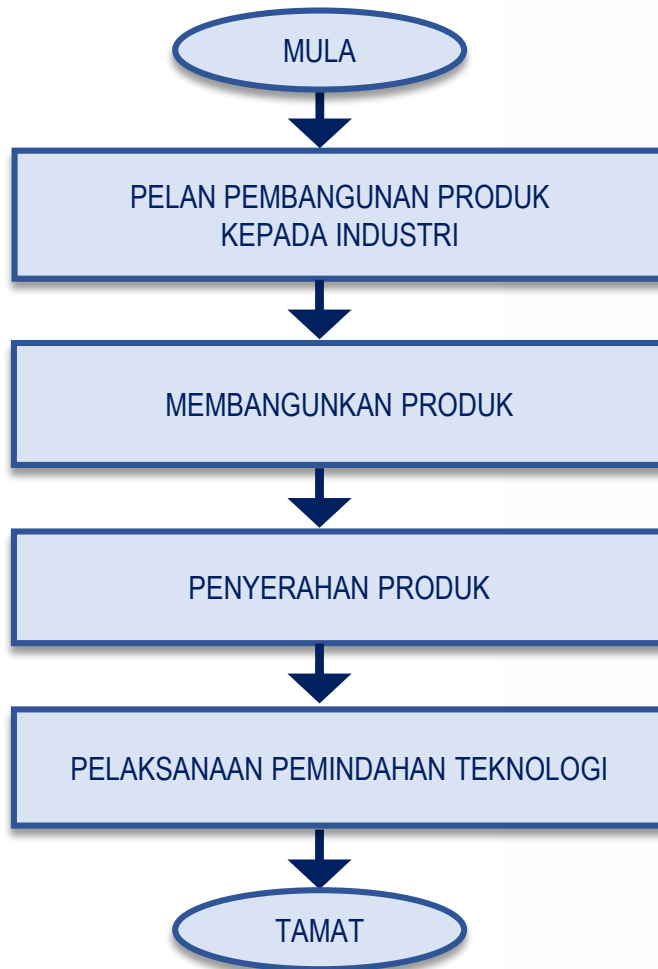 MULA
PELAN PEMBANGUNAN PRODUK
KEPADA INDUSTRI
MEMBANGUNKAN PRODUK
PENYERAHAN PRODUK
PELAKSANAAN PEMINDAHAN TEKNOLOGI
TAMAT